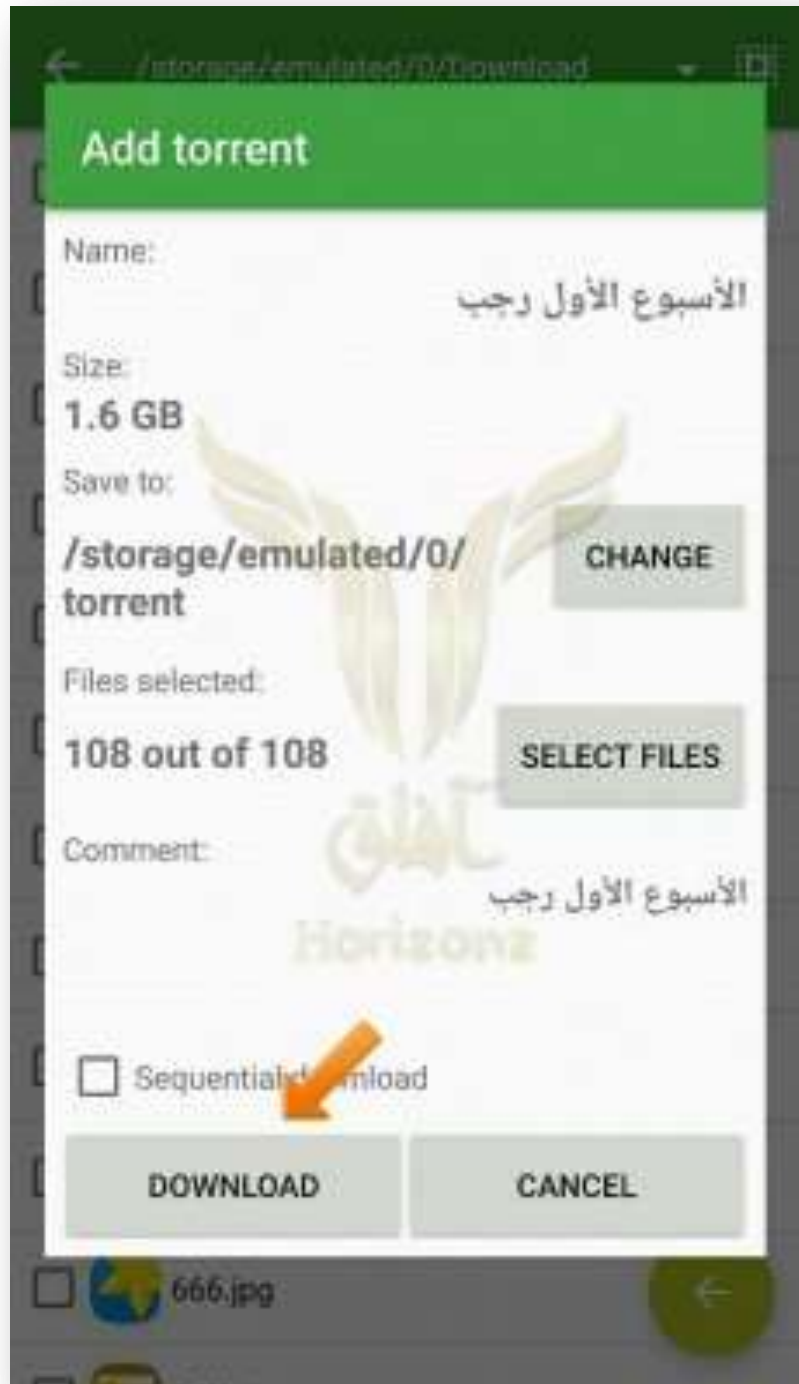 /storage/emulated/0/Download
Add torrent
Name:
الأسبوع الأول رجب
Size:
1.6 GB
Save to:
/storage/emulated/0/
torrent
CHANGE
Files selected:
108 out of 108
SELECT FILES
آفاق
Comment:
الأسبوع الأول رجب
Horizons
Sequential download
DOWNLOAD
CANCEL
666.jpg